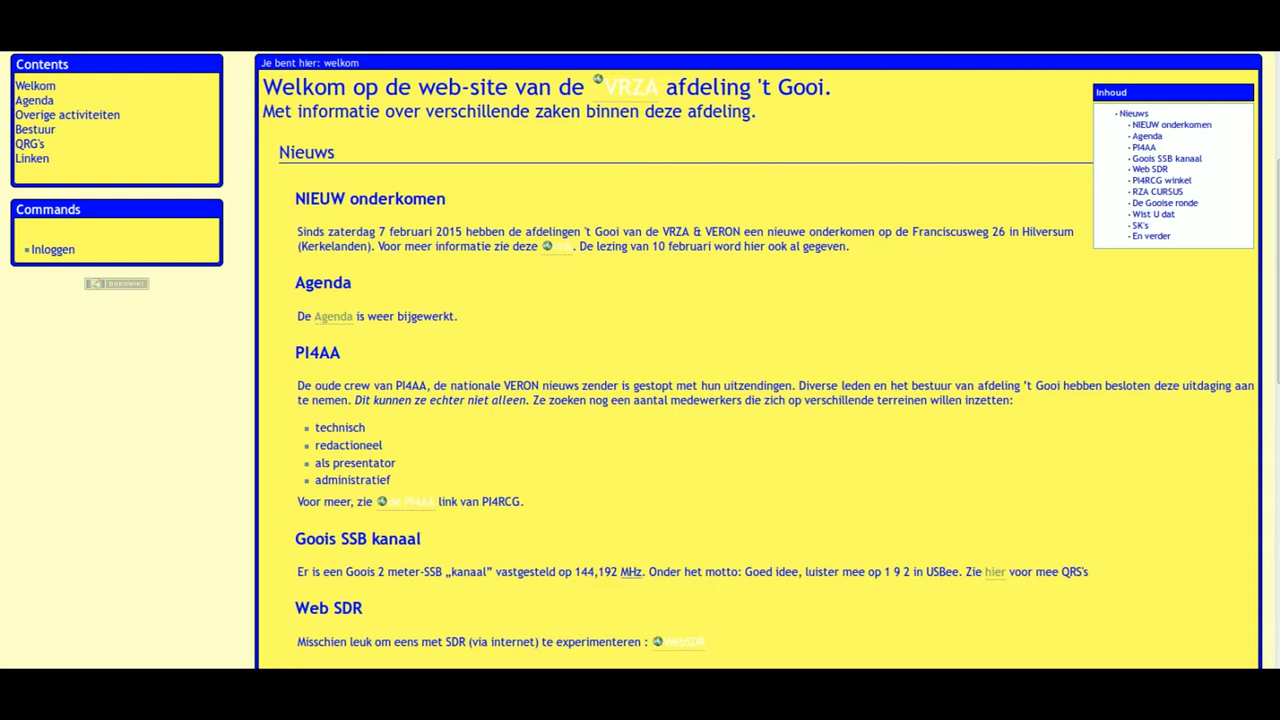 Contents
Welkom
Agenda
Overige activiteiten
Bestuur
QRG's
Linken
Commands
Inloggen
DOKUWIKI
Je bent hier: welkom
Welkom op de web-site van de VRZA afdeling 't Gooi.
Met informatie over verschillende zaken binnen deze afdeling.
Inhoud
Nieuws
NIEUW onderkomen
Agenda
PI4AA
Goois SSB kanaal
Web SDR
PI4RCG winkel
RZA CURSUS
De Gooise ronde
Wist U dat
SK's
En verder
Nieuws
NIEUW onderkomen
Sinds zaterdag 7 februari 2015 hebben de afdelingen 't Gooi van de VRZA & VERON een nieuwe onderkomen op de Franciscusweg 26 in Hilversum
(Kerkelanden). Voor meer informatie zie deze link. De lezing van 10 februari word hier ook al gegeven.
Agenda
De Agenda is weer bijgewerkt.
PI4AA
De oude crew van PI4AA, de nationale VERON nieuws zender is gestopt met hun uitzendingen. Diverse leden en het bestuur van afdeling ’t Gooi hebben besloten deze uitdaging aan
te nemen. Dit kunnen ze echter niet alleen. Ze zoeken nog een aantal medewerkers die zich op verschillende terreinen willen inzetten:
technisch
redactioneel
als presentator
administratief
Voor meer, zie de PI4AA link van PI4RCG.
Goois SSB kanaal
Er is een Goois 2 meter-SSB „kanaal” vastgesteld op 144,192 MHz. Onder het motto: Goed idee, luister mee op 1 9 2 in USBee. Zie hier voor mee QRS's
Web SDR
Misschien leuk om eens met SDR (via internet) te experimenteren : WebSDR